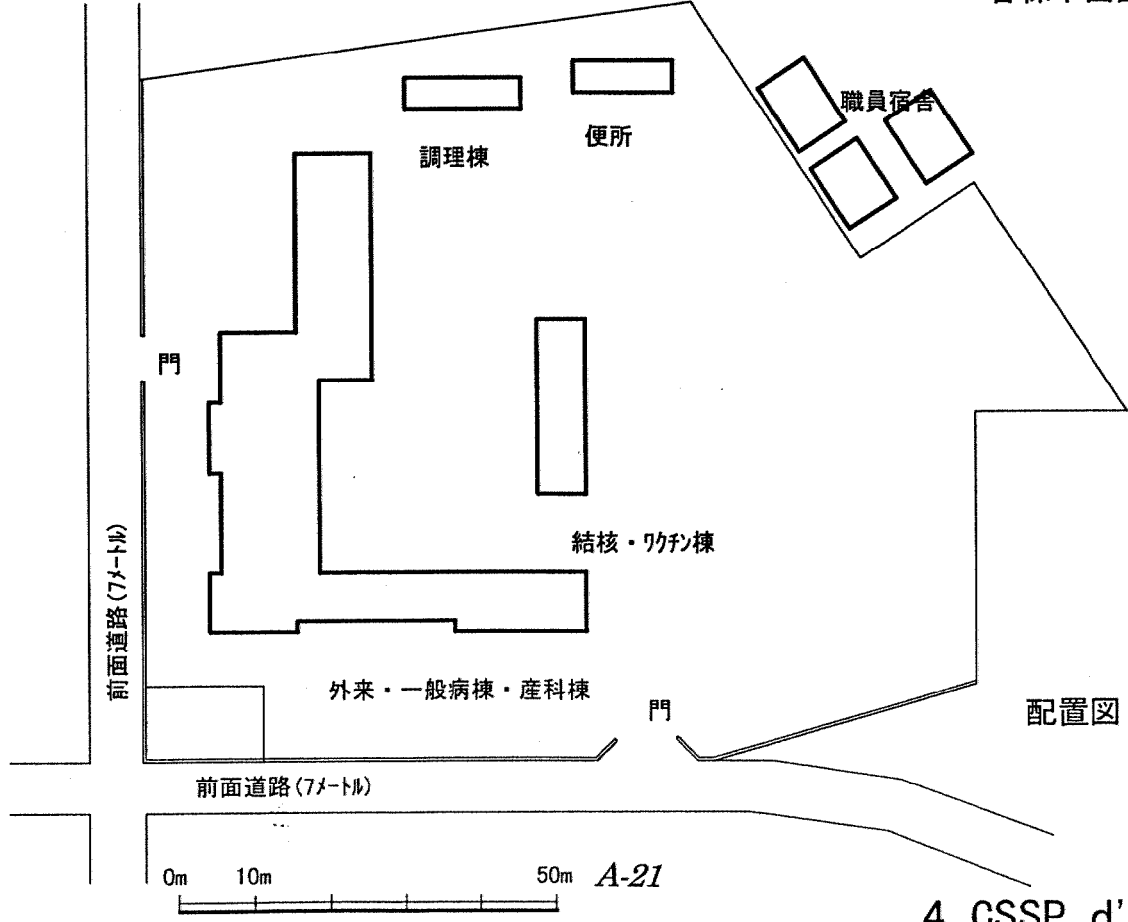 職員宿舎
便所
調理棟
門
結核・ワクチン棟
前面道路(7メートル)
外来・一般病棟・産科棟
門
配置図
前面道路(7メートル)
0m 10m 50m A-21
4 CSSP d'